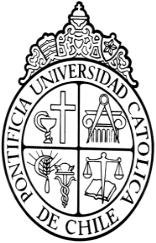 PONTIFICIA UNIVERSIDAD CATOLICA
DE CHILE